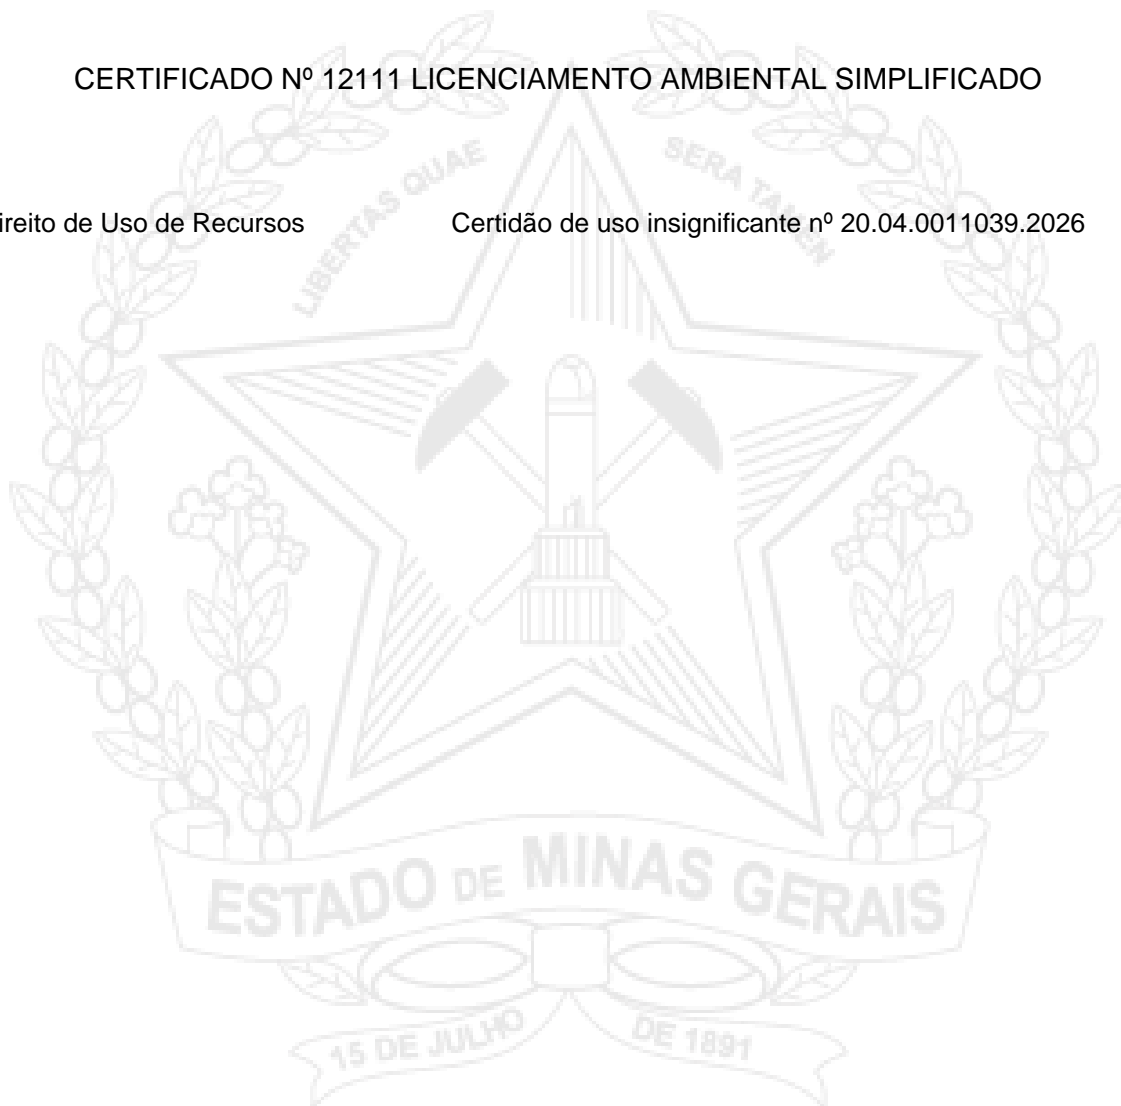 CERTIFICADO Nº 12111 LICENCIAMENTO AMBIENTAL SIMPLIFICADO
LIBERTAS QUAE SERA TAMEN
ireito de Uso de Recursos Certidão de uso insignificante nº 20.04.0011039.2026
ESTADO DE MINAS GERAIS
15 DE JULHO DE 1891